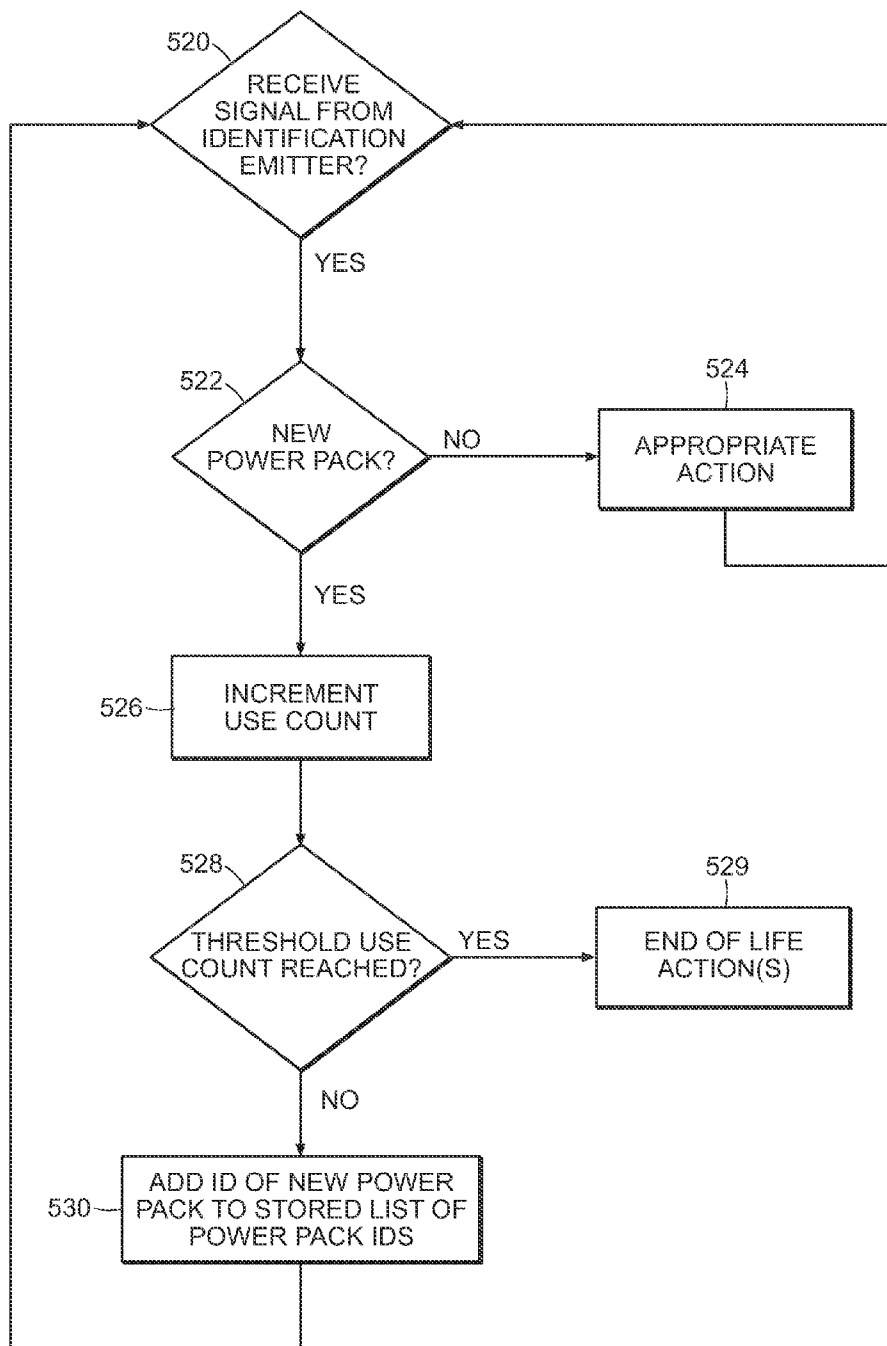 520
RECEIVE
SIGNAL FROM
IDENTIFICATION
EMITTER?
YES
522
NEW
POWER PACK?
NO
524
APPROPRIATE
ACTION
YES
526
INCREMENT
USE COUNT
528
THRESHOLD USE
COUNT REACHED?
YES
529
END OF LIFE
ACTION(S)
NO
530
ADD ID OF NEW POWER
PACK TO STORED LIST OF
POWER PACK IDS